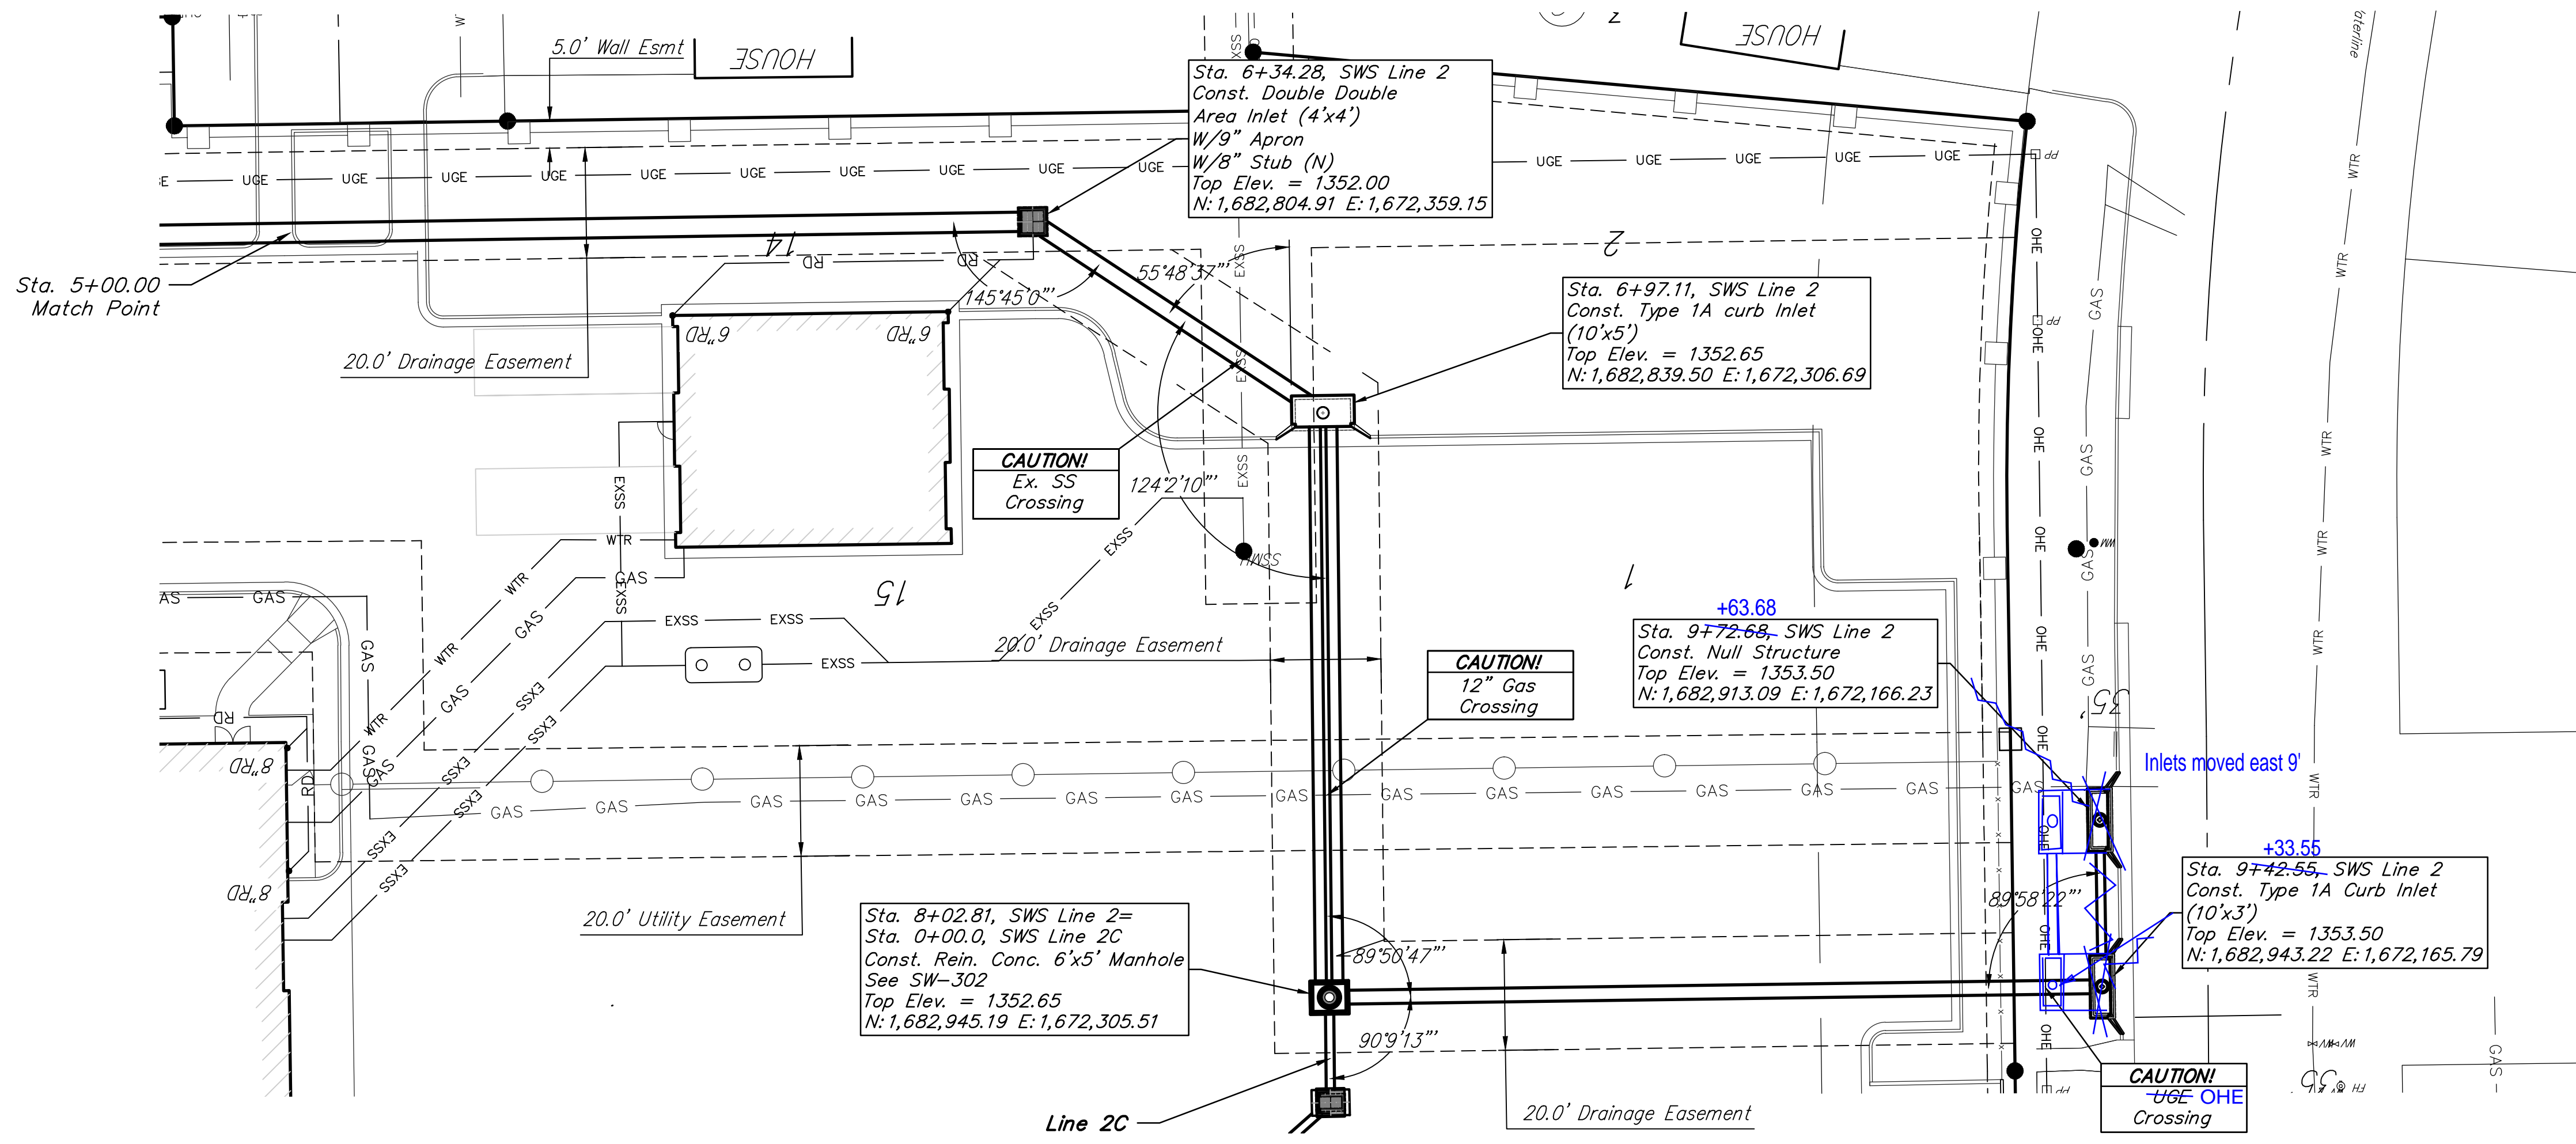 5.0' Wall Esmt
HOUSE
HOUSE
Sta. 6+34.28, SWS Line 2
Const. Double Double
Area Inlet (4'x4')
W/9" Apron
W/8" Stub (N)
Top Elev. = 1352.00
N:1,682,804.91 E:1,672,359.15
UGE UGE UGE UGE UGE UGE UGE UGE UGE UGE
UGE UGE UGE UGE UGE
PP
Sta. 5+00.00
Match Point
14
RD
RD
2
55°48'37"'
145°45'0"'
EXSS
EXSS
EXSS
EXSS
WTR
WTR
OHE
GAS
PP
20.0' Drainage Easement
6"RD
6"RD
Sta. 6+97.11, SWS Line 2
Const. Type 1A curb Inlet
(10'x5')
Top Elev. = 1352.65
N:1,682,839.50 E:1,672,306.69
CAUTION!
Ex. SS
Crossing
124°2'10"'
SSMH
EXSS
EXSS
WTR
GAS
EXSS
15
1
WM
GAS
GAS
GAS
EXSS EXSS
EXSS
20.0' Drainage Easement
+63.68
Sta. 9+72.68, SWS Line 2
Const. Null Structure
Top Elev. = 1353.50
N:1,682,913.09 E:1,672,166.23
CAUTION!
12" Gas
Crossing
35'
Inlets moved east 9'
RD
8"RD
RD
GAS GAS GAS GAS GAS GAS GAS GAS GAS GAS GAS GAS GAS GAS GAS
8"RD
20.0' Utility Easement
+33.55
Sta. 9+42.55, SWS Line 2
Const. Type 1A Curb Inlet
(10'x3')
Top Elev. = 1353.50
N:1,682,943.22 E:1,672,165.79
89°58'22"'
Sta. 8+02.81, SWS Line 2=
Sta. 0+00.0, SWS Line 2C
Const. Rein. Conc. 6'x5' Manhole
See SW-302
Top Elev. = 1352.65
N:1,682,945.19 E:1,672,305.51
89°50'47"'
90°9'13"'
Line 2C
20.0' Drainage Easement
CAUTION!
UGE OHE
Crossing
35'
FH
GAS